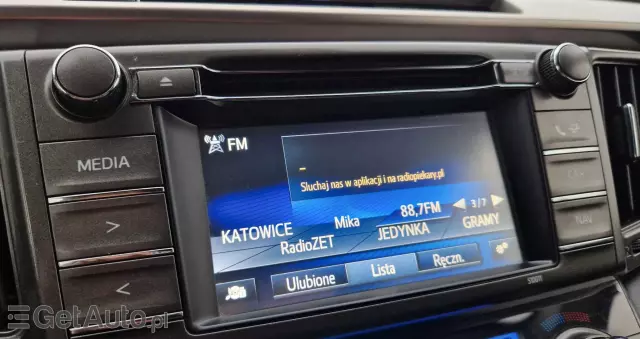 MEDIA
>
<
FM
–
Słuchaj nas w aplikacji i na radiopiekary.pl
KATOWICE
Mika
88,7FM
◀ 3/7 ▶
RadioZET
JEDYNKA
GRAMY
Ulubione
Lista
Ręczn.
NAV
GetAuto.pl